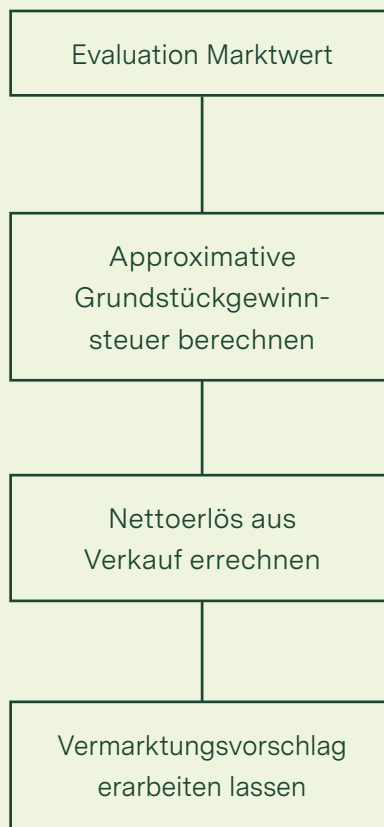 Evaluation Marktwert
Approximative
Grundstückgewinn-
steuer berechnen
Nettoerlös aus
Verkauf errechnen
Vermarktungsvorschlag
erarbeiten lassen